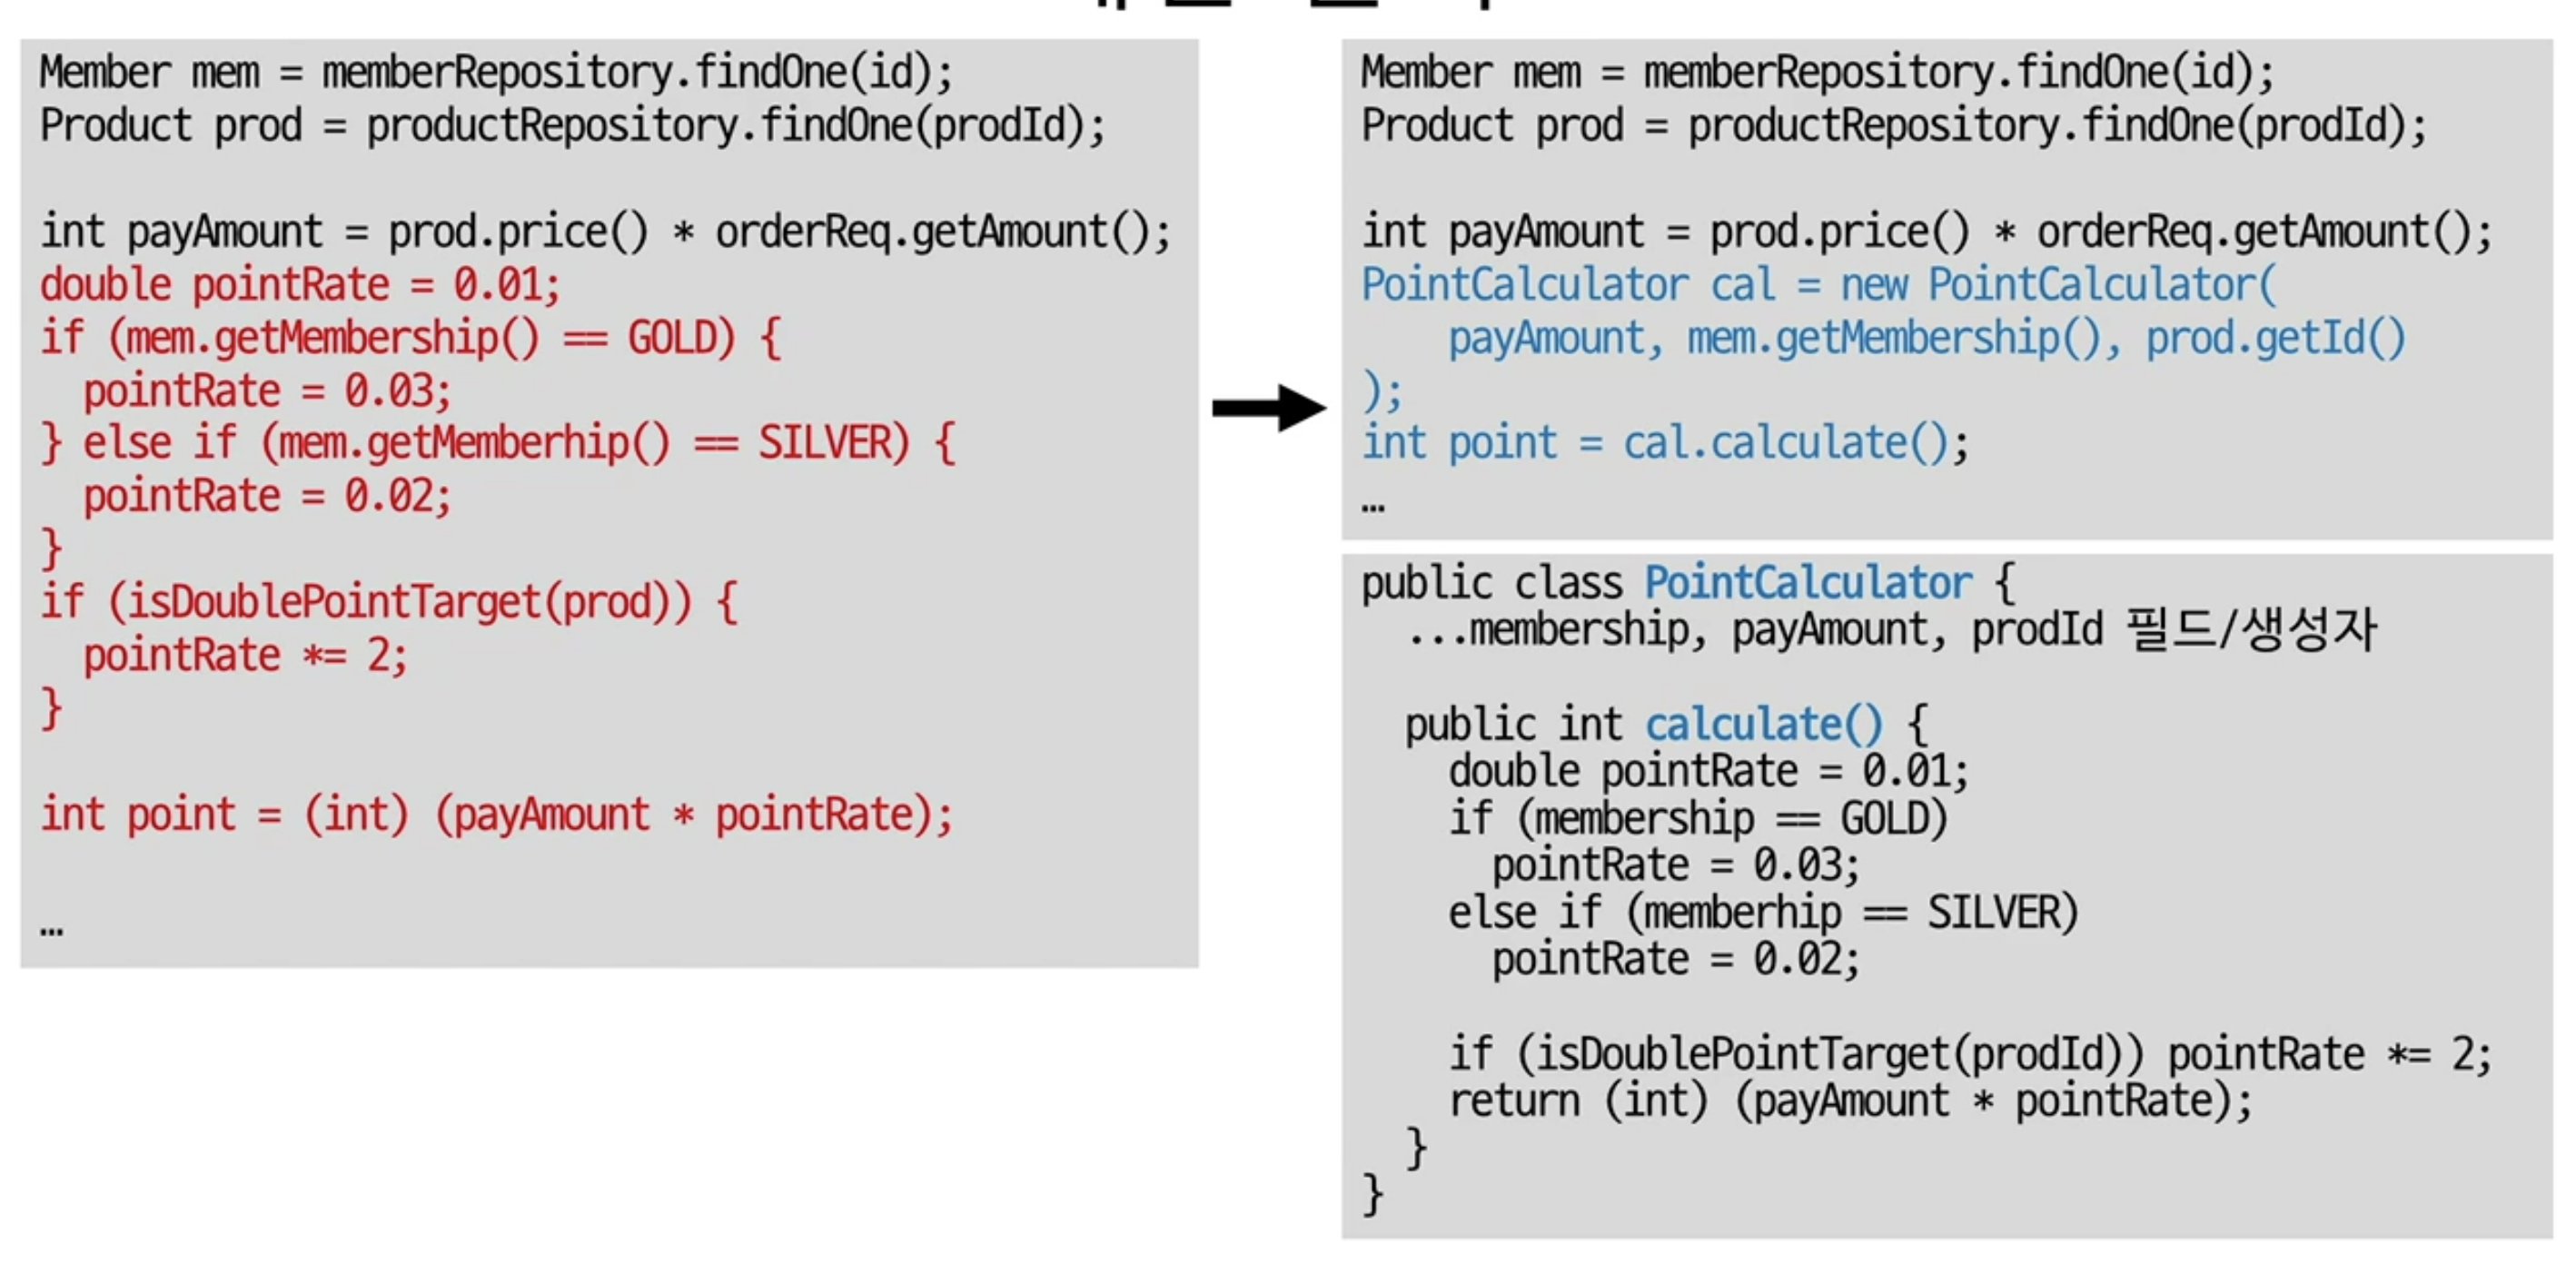 Member mem = memberRepository.findOne(id);
Product prod = productRepository.findOne(prodId);
int payAmount = prod.price() * orderReq.getAmount();
double pointRate = 0.01;
if (mem.getMembership() == GOLD) {
  pointRate = 0.03;
} else if (mem.getMemberhip() == SILVER) {
  pointRate = 0.02;
}
if (isDoublePointTarget(prod)) {
  pointRate *= 2;
}
int point = (int) (payAmount * pointRate);
…
Member mem = memberRepository.findOne(id);
Product prod = productRepository.findOne(prodId);
int payAmount = prod.price() * orderReq.getAmount();
PointCalculator cal = new PointCalculator(
    payAmount, mem.getMembership(), prod.getId()
);
int point = cal.calculate();
…
public class PointCalculator {
  ...membership, payAmount, prodId 필드/생성자
  public int calculate() {
    double pointRate = 0.01;
    if (membership == GOLD)
      pointRate = 0.03;
    else if (memberhip == SILVER)
      pointRate = 0.02;
    if (isDoublePointTarget(prodId)) pointRate *= 2;
    return (int) (payAmount * pointRate);
  }
}